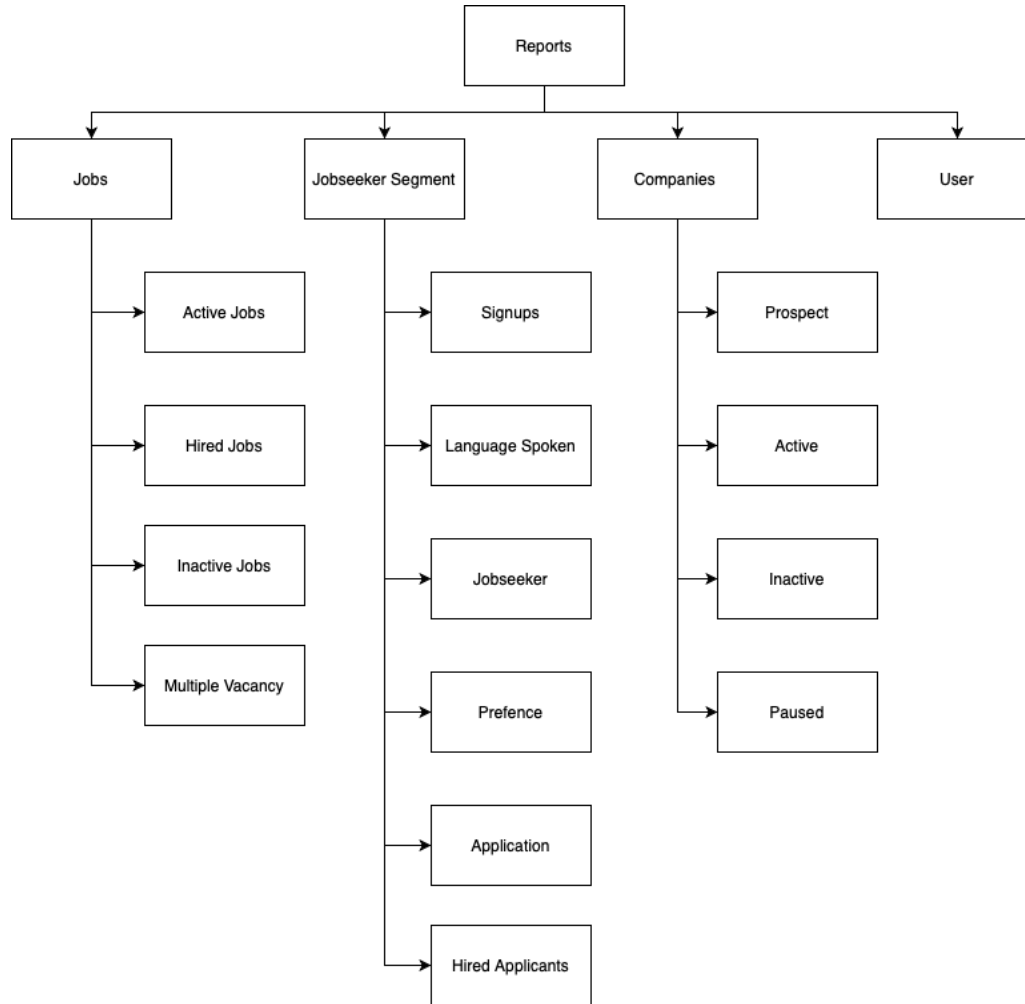 Reports
Jobs
Jobseeker Segment
Companies
User
Active Jobs
Signups
Prospect
Hired Jobs
Language Spoken
Active
Inactive Jobs
Jobseeker
Inactive
Multiple Vacancy
Prefence
Paused
Application
Hired Applicants